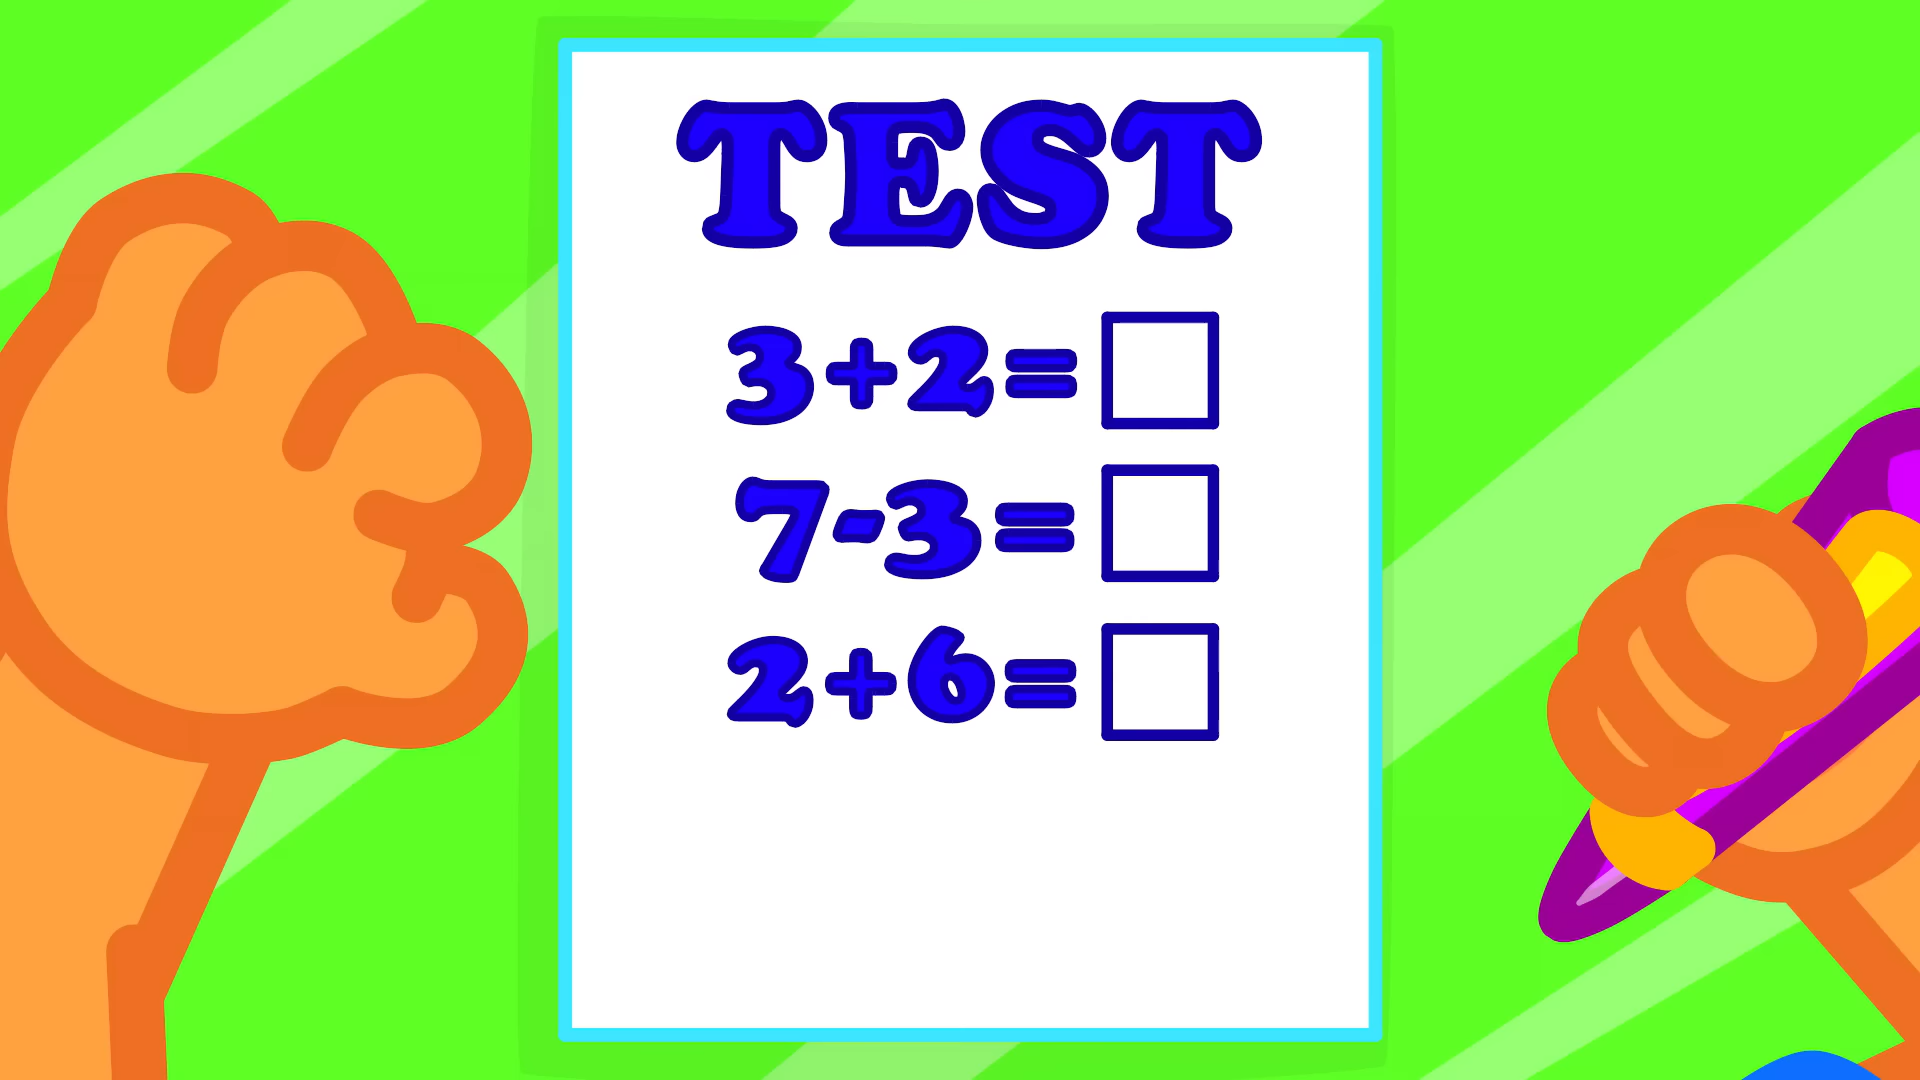 TEST
3+2=
7-3=
2+6=